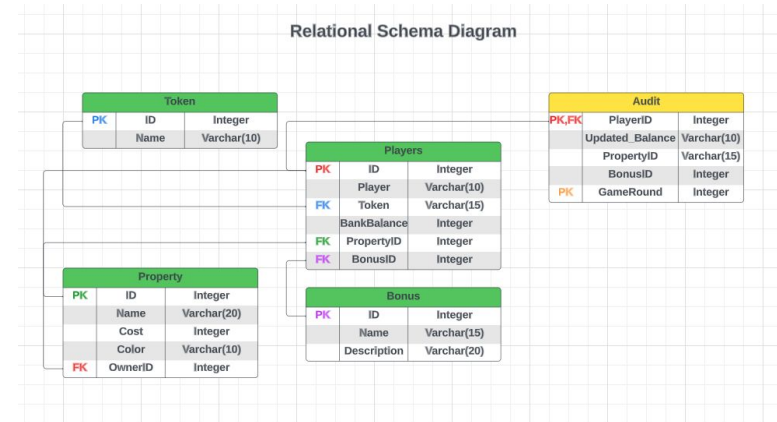 Relational Schema Diagram
Token
PK ID Integer
Name Varchar(10)
Audit
PK,FK PlayerID Integer
Updated_Balance Varchar(10)
PropertyID Varchar(15)
BonusID Integer
PK GameRound Integer
Players
PK ID Integer
Player Varchar(10)
FK Token Varchar(15)
BankBalance Integer
FK PropertyID Integer
FK BonusID Integer
Property
PK ID Integer
Name Varchar(20)
Cost Integer
Color Varchar(10)
FK OwnerID Integer
Bonus
PK ID Integer
Name Varchar(15)
Description Varchar(20)